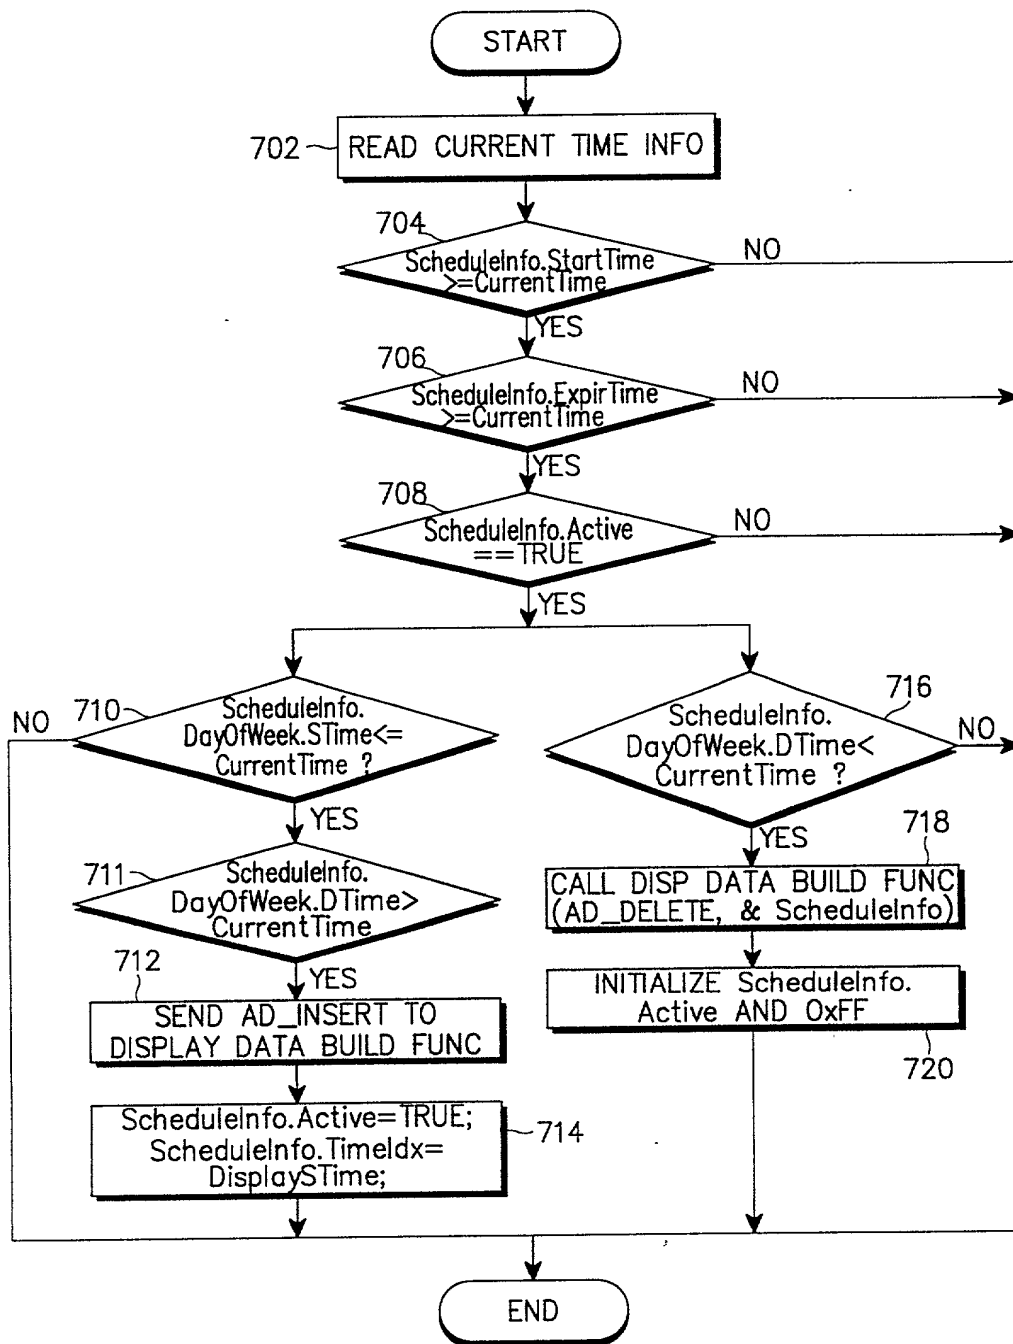 START
702
READ CURRENT TIME INFO
704
ScheduleInfo.StartTime
>=CurrentTime
NO
YES
706
ScheduleInfo.ExpirTime
>=CurrentTime
NO
YES
708
ScheduleInfo.Active
==TRUE
NO
YES
710
NO
ScheduleInfo.
DayOfWeek.STime<=
CurrentTime ?
YES
711
ScheduleInfo.
DayOfWeek.DTime>
CurrentTime
YES
712
SEND AD_INSERT TO
DISPLAY DATA BUILD FUNC
ScheduleInfo.Active=TRUE;
ScheduleInfo.TimeIdx=
DisplaySTime;
714
716
ScheduleInfo.
DayOfWeek.DTime<
CurrentTime ?
NO
YES
718
CALL DISP DATA BUILD FUNC
(AD_DELETE, & ScheduleInfo)
INITIALIZE ScheduleInfo.
Active AND 0xFF
720
END